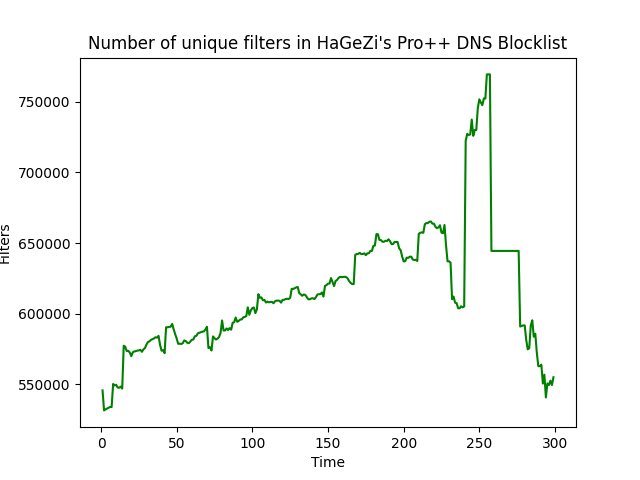 Number of unique filters in HaGeZi's Pro++ DNS Blocklist
750000
700000
650000
600000
550000
Filters
0 50 100 150 200 250 300
Time